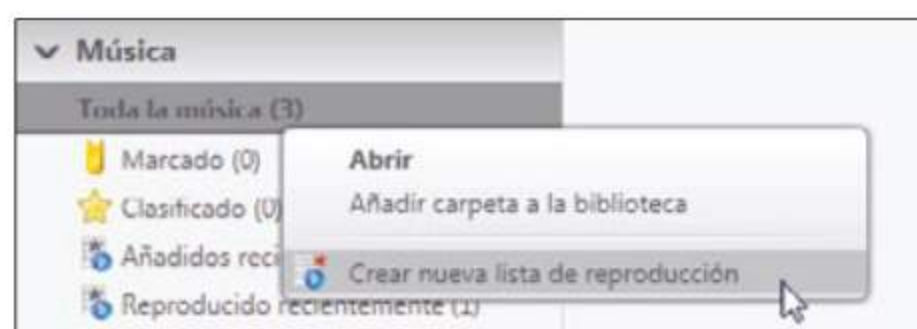 Música
Toda la música (3)
Marcado (0)
Abrir
Clasificado (0)
Añadir carpeta a la biblioteca
Añadidos reci
Crear nueva lista de reproducción
Reproducido recientemente (1)